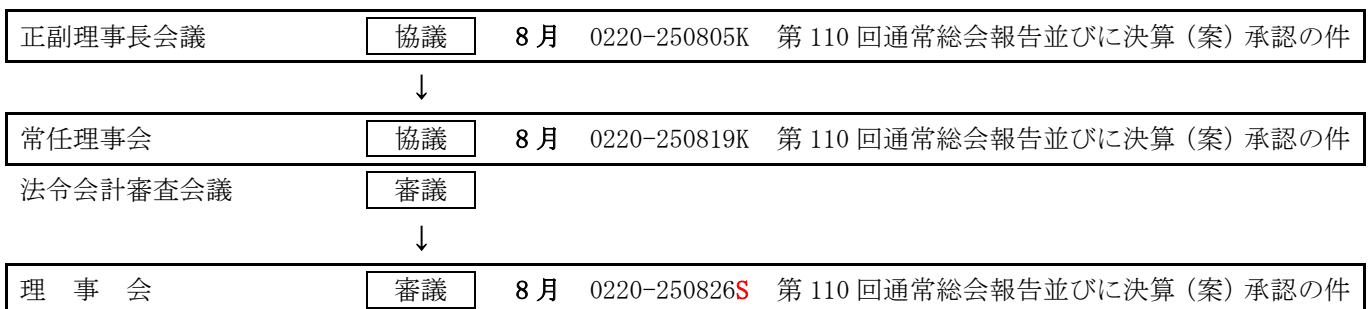 正副理事長会議 協議 8月 0220-250805K 第110回通常総会報告並びに決算(案)承認の件
↓
常任理事会 協議 8月 0220-250819K 第110回通常総会報告並びに決算(案)承認の件
法令会計審査会議 審議
↓
理 事 会 審議 8月 0220-250826S 第110回通常総会報告並びに決算(案)承認の件